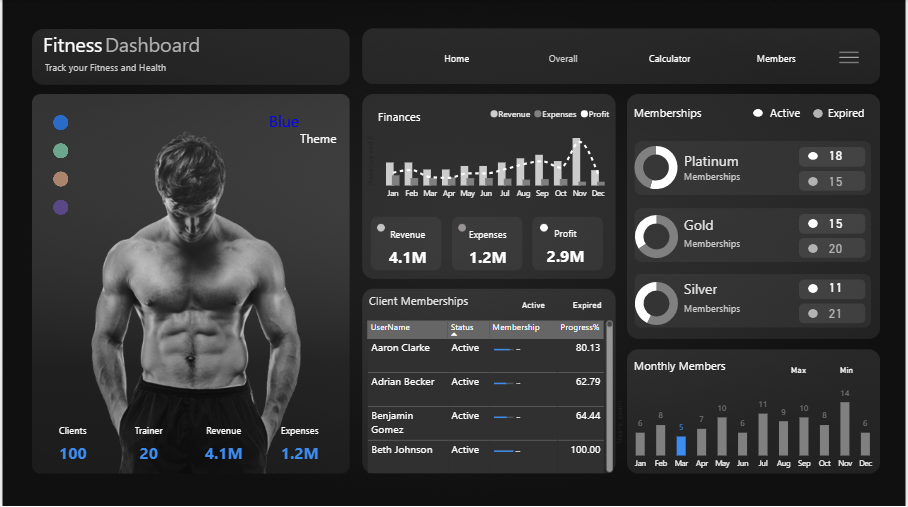 Fitness Dashboard
Track your Fitness and Health
Home Overall Calculator Members
Blue
Theme
Clients Trainer Revenue Expenses
100 20 4.1M 1.2M
Finances
Revenue Expenses Profit
Jan Feb Mar Apr May Jun Jul Aug Sep Oct Nov Dec
Revenue Expenses Profit
4.1M 1.2M 2.9M
Client Memberships
Active Expired
UserName Status Membership Progress%
Aaron Clarke Active 80.13
Adrian Becker Active 62.79
Benjamin Active 64.44
Gomez
Beth Johnson Active 100.00
Memberships
Active Expired
Platinum
Memberships
18
15
Gold
Memberships
15
20
Silver
Memberships
11
21
Monthly Members
Max Min
6 8 5 7 10 6 11 9 10 8 14 6
Jan Feb Mar Apr May Jun Jul Aug Sep Oct Nov Dec